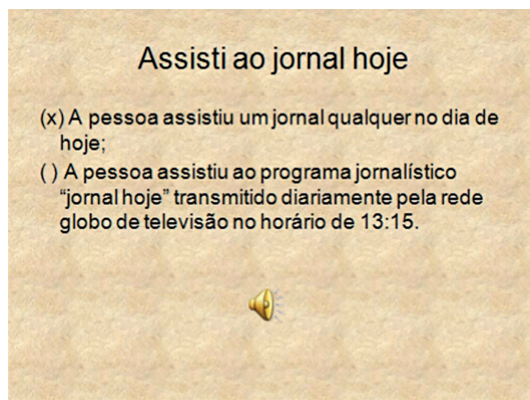 Assisti ao jornal hoje
(x) A pessoa assistiu um jornal qualquer no dia de
hoje;
( ) A pessoa assistiu ao programa jornalístico
“jornal hoje” transmitido diariamente pela rede
globo de televisão no horário de 13:15.